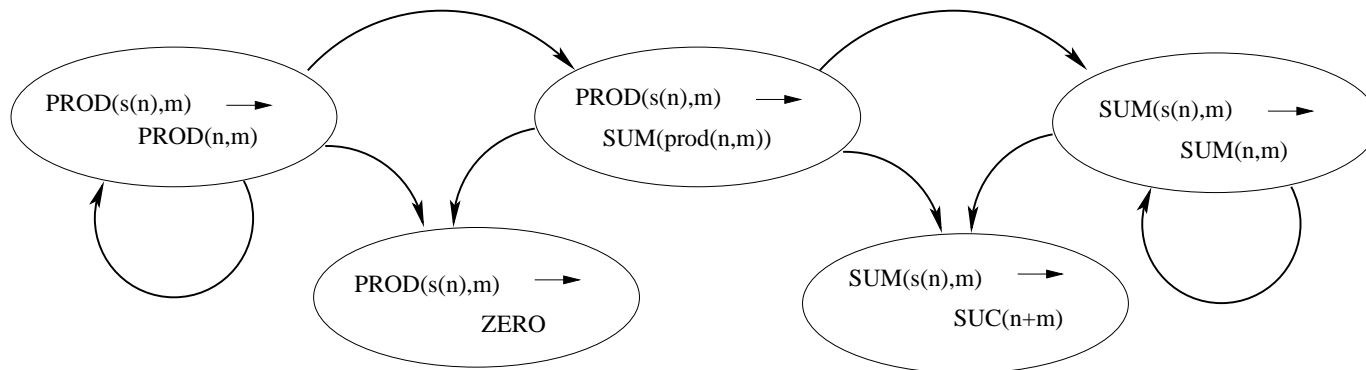 PROD(s(n),m) →
PROD(n,m)
PROD(s(n),m) →
SUM(prod(n,m))
SUM(s(n),m) →
SUM(n,m)
PROD(s(n),m) →
ZERO
SUM(s(n),m) →
SUC(n+m)